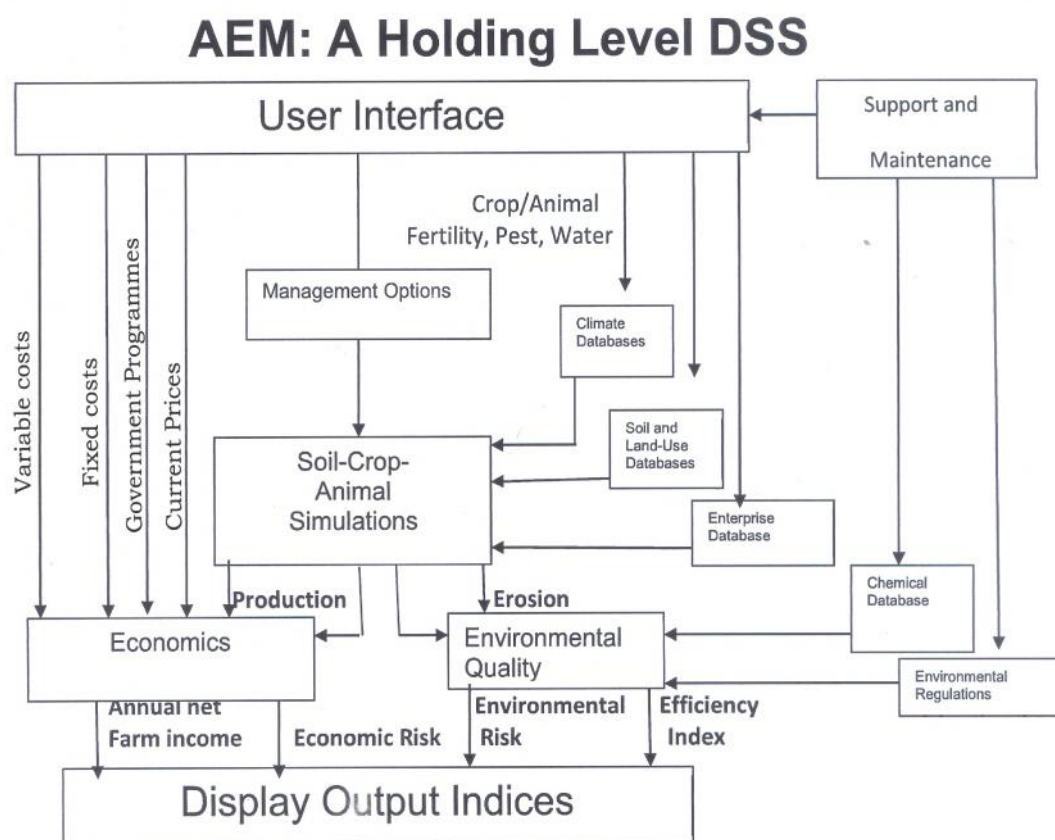 AEM: A Holding Level DSS
User Interface
Support and
Maintenance
Crop/Animal
Fertility, Pest, Water
Management Options
Climate
Databases
Variable costs
Fixed costs
Government Programmes
Current Prices
Soil and
Land-Use
Databases
Soil-Crop-
Animal
Simulations
Enterprise
Database
Chemical
Database
Production
Erosion
Economics
Environmental
Quality
Environmental
Regulations
Annual net
Farm income
Economic Risk
Environmental
Risk
Efficiency
Index
Display Output Indices